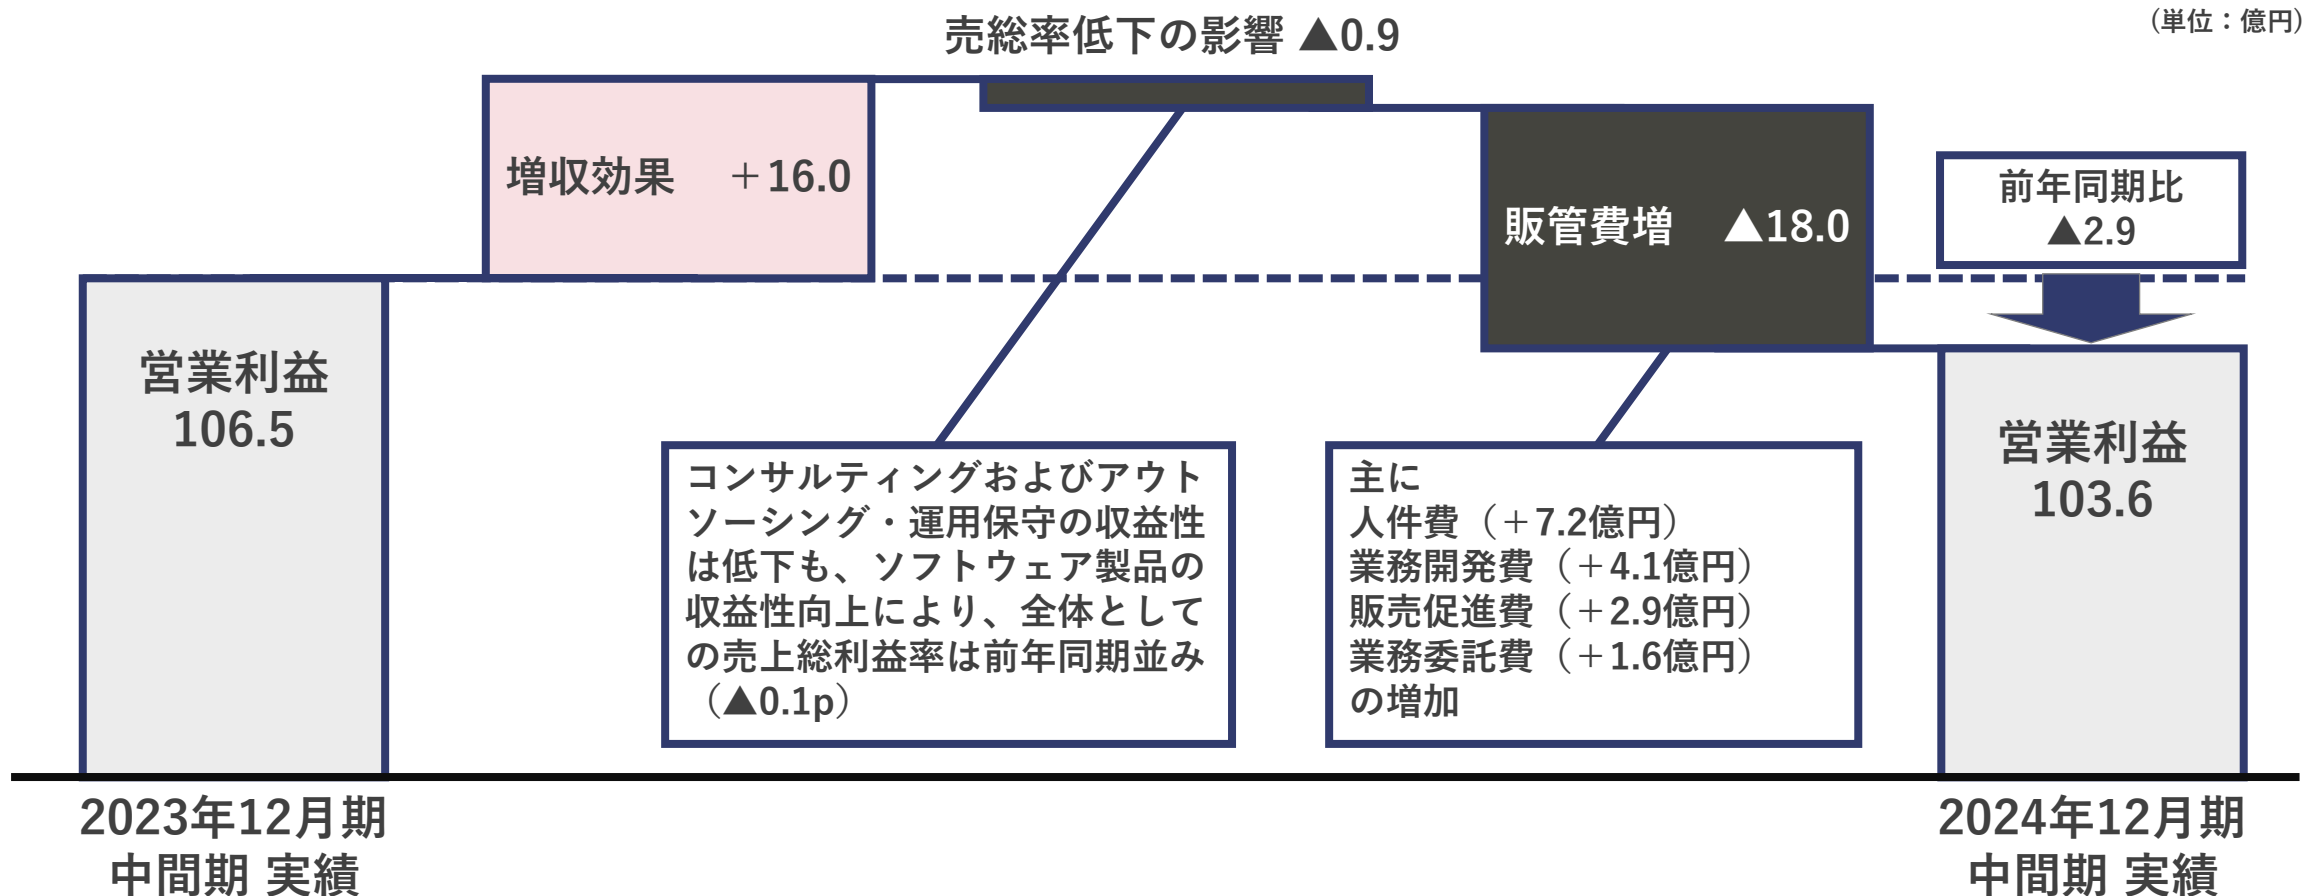 (単位：億円)
売総率低下の影響 ▲0.9
増収効果　＋16.0
販管費増　▲18.0
前年同期比
▲2.9
営業利益
106.5
営業利益
103.6
コンサルティングおよびアウト
ソーシング・運用保守の収益性
は低下も、ソフトウェア製品の
収益性向上により、全体として
の売上総利益率は前年同期並み
（▲0.1p）
主に
人件費（＋7.2億円）
業務開発費（＋4.1億円）
販売促進費（＋2.9億円）
業務委託費（＋1.6億円）
の増加
2023年12月期
中間期 実績
2024年12月期
中間期 実績